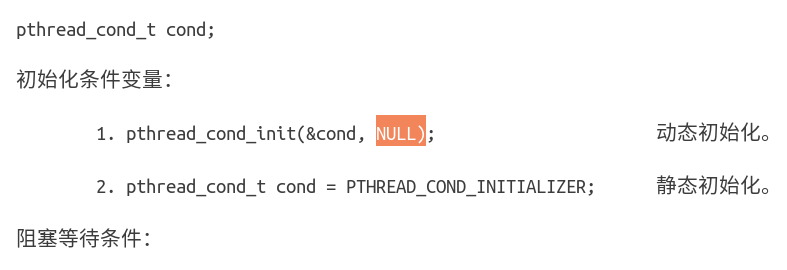 pthread_cond_t cond;
初始化条件变量：
1. pthread_cond_init(&cond, NULL); 动态初始化。
2. pthread_cond_t cond = PTHREAD_COND_INITIALIZER; 静态初始化。
阻塞等待条件：